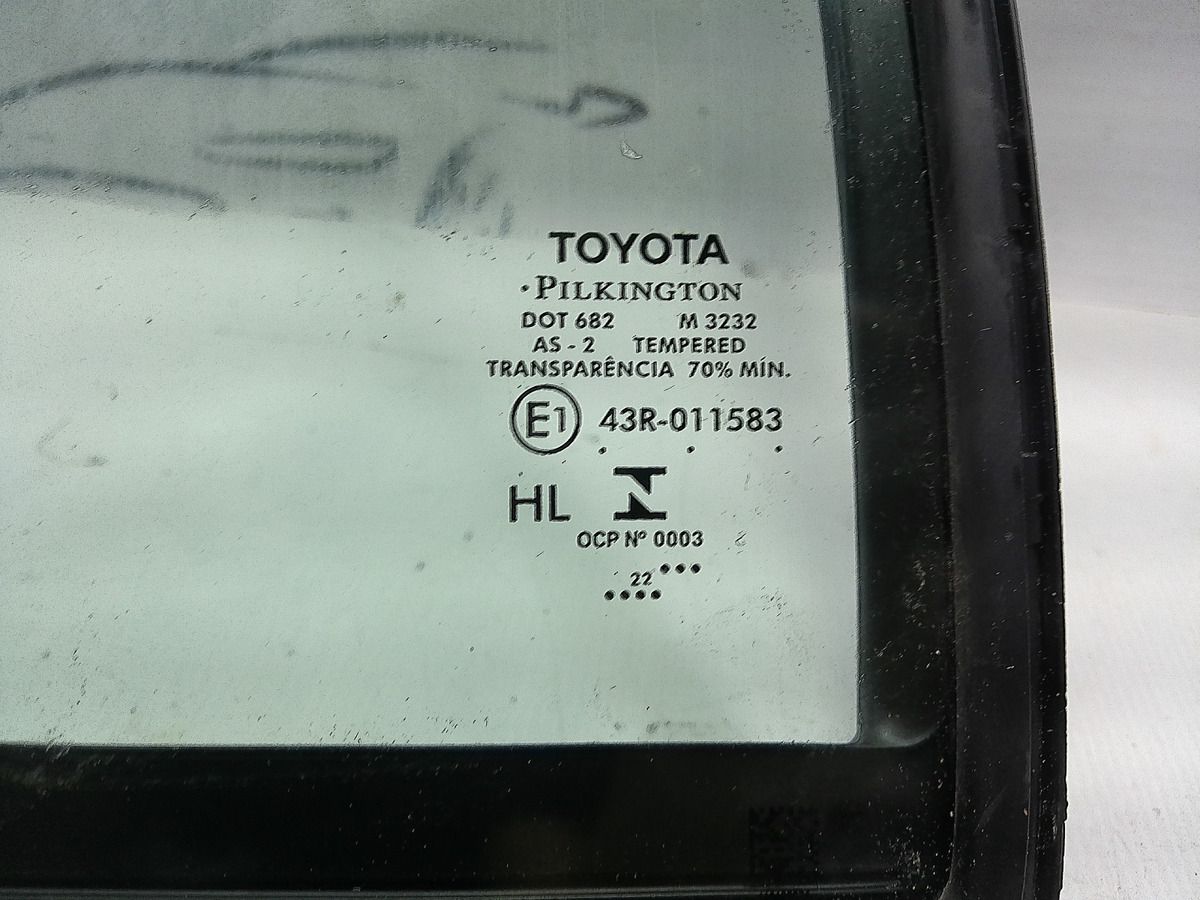 TOYOTA
PILKINGTON
DOT 682 M 3232
AS - 2 TEMPERED
TRANSPARÊNCIA 70% MÍN.
E1 43R-011583
HL
OCP Nº 0003
22